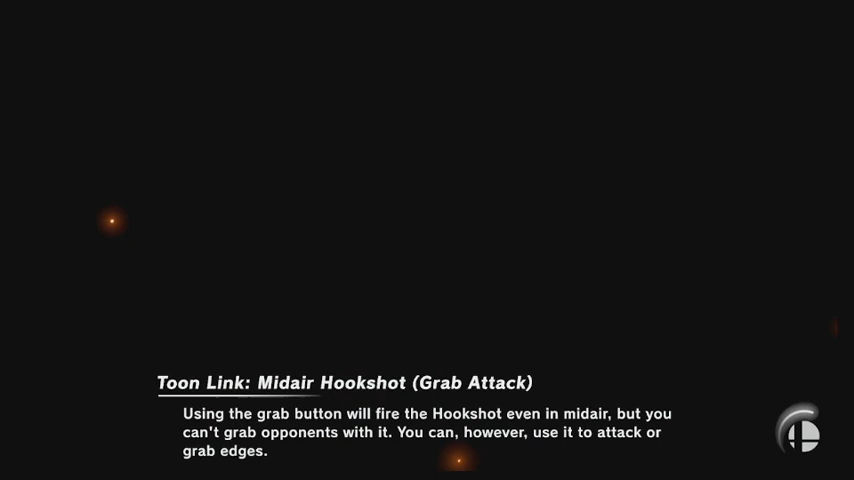 Toon Link: Midair Hookshot (Grab Attack)
Using the grab button will fire the Hookshot even in midair, but you
can't grab opponents with it. You can, however, use it to attack or
grab edges.